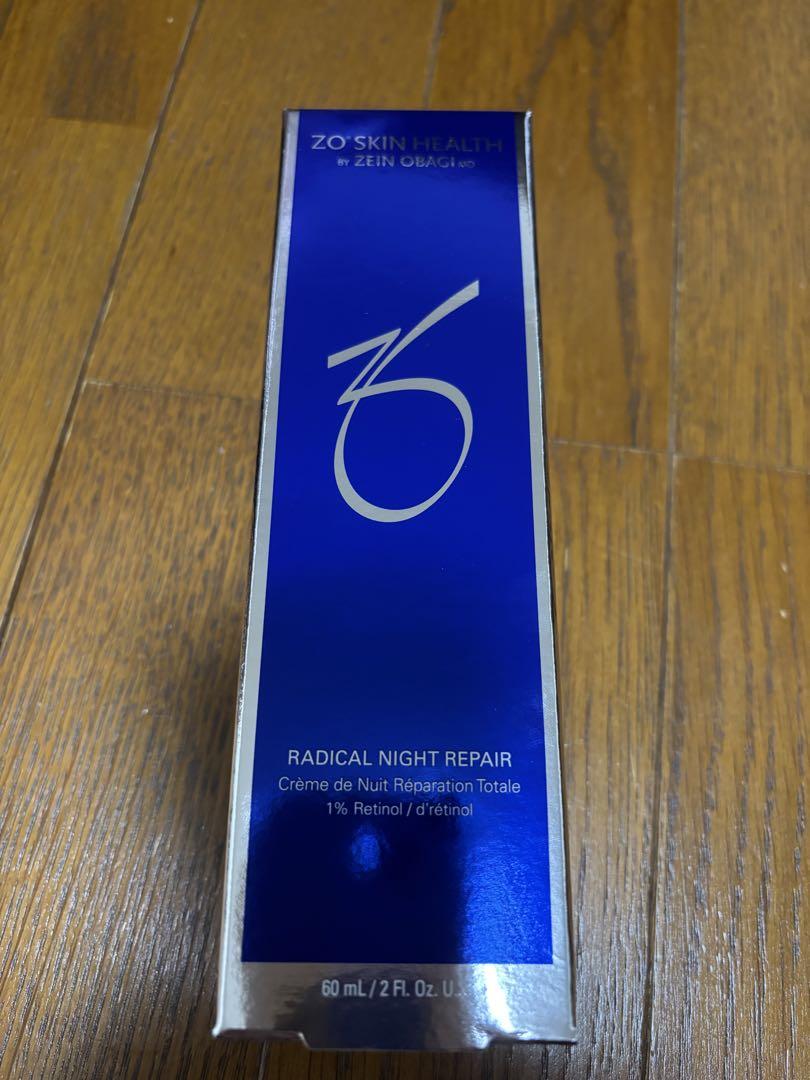 ZO® SKIN HEALTH
BY ZEIN OBAGI MD
ZO
RADICAL NIGHT REPAIR
Crème de Nuit Réparation Totale
1% Retinol / d'rétinol
60 mL / 2 Fl. Oz. U.